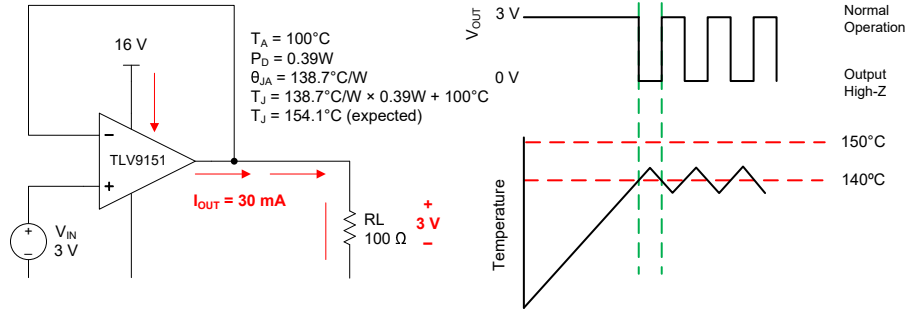 16 V
T_A = 100°C
P_D = 0.39W
θ_JA = 138.7°C/W
T_J = 138.7°C/W × 0.39W + 100°C
T_J = 154.1°C (expected)
–
TLV9151
+
I_OUT = 30 mA
+
–
V_IN
3 V
RL
100 Ω
+
3 V
–
V_OUT
3 V
0 V
Normal
Operation
Output
High-Z
Temperature
150°C
140ºC